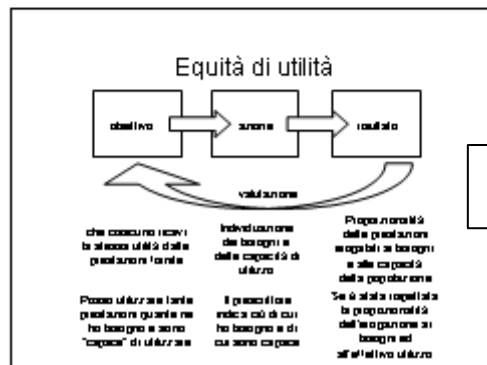 Equità di utilità
obiettivo
azione
risultato
valutazione
che ciascuno ricavi
la stessa utilità dalle
prestazioni fornite
Individuazione
dei bisogni e
delle capacità di
utilizzo
Proporzionalità
delle prestazioni
erogabili ai bisogni
e alle capacità
della popolazione
Posso utilizzare tante
prestazioni quante ne
ho bisogno e sono
"capace" di utilizzare
Il prescrittore
indica ciò di cui
ho bisogno e di
cui sono capace
Se è stata rispettata
la proporzionalità
dell'erogazione ai
bisogni ed
all'effettivo utilizzo